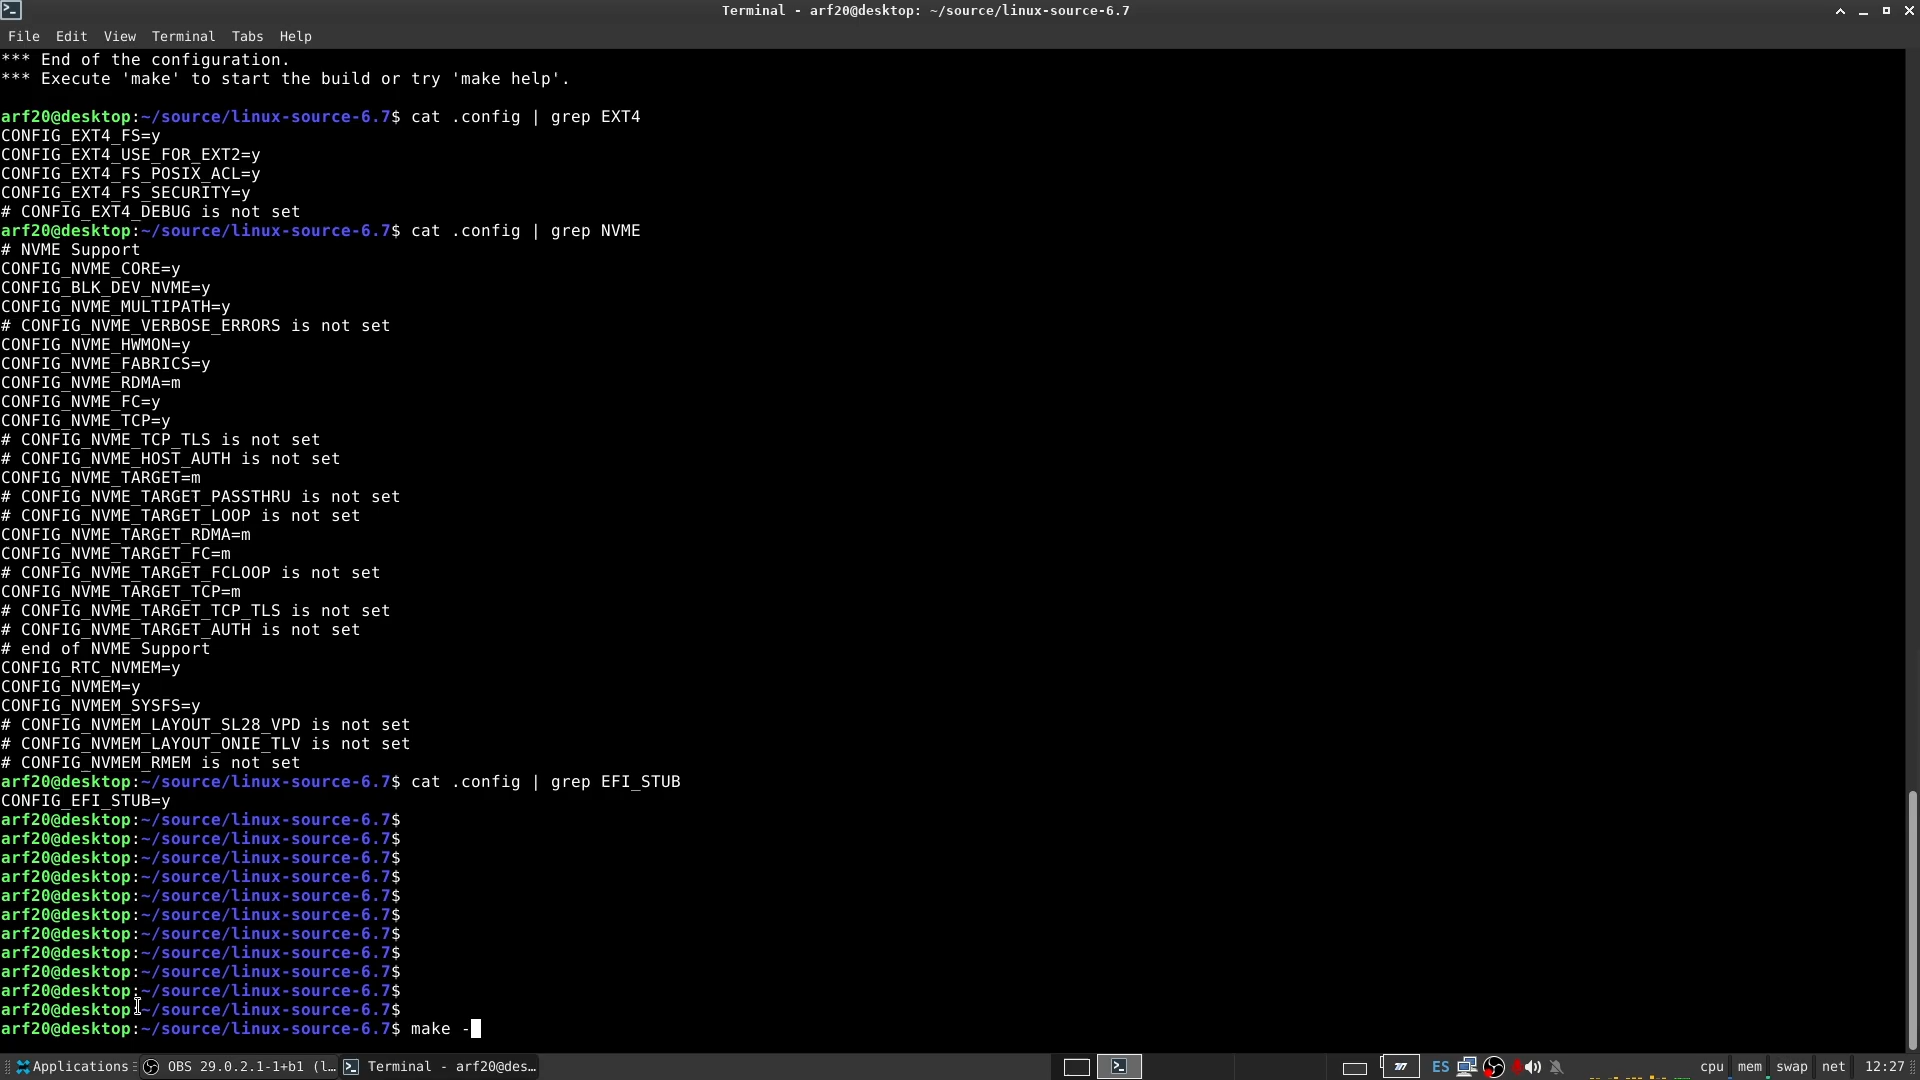 Terminal - arf20@desktop: ~/source/linux-source-6.7
File Edit View Terminal Tabs Help
*** End of the configuration.
*** Execute 'make' to start the build or try 'make help'.
arf20@desktop:~/source/linux-source-6.7$ cat .config | grep EXT4
CONFIG_EXT4_FS=y
CONFIG_EXT4_USE_FOR_EXT2=y
CONFIG_EXT4_FS_POSIX_ACL=y
CONFIG_EXT4_FS_SECURITY=y
# CONFIG_EXT4_DEBUG is not set
arf20@desktop:~/source/linux-source-6.7$ cat .config | grep NVME
# NVME Support
CONFIG_NVME_CORE=y
CONFIG_BLK_DEV_NVME=y
CONFIG_NVME_MULTIPATH=y
# CONFIG_NVME_VERBOSE_ERRORS is not set
CONFIG_NVME_HWMON=y
CONFIG_NVME_FABRICS=y
CONFIG_NVME_RDMA=m
CONFIG_NVME_FC=y
CONFIG_NVME_TCP=y
# CONFIG_NVME_TCP_TLS is not set
# CONFIG_NVME_HOST_AUTH is not set
CONFIG_NVME_TARGET=m
# CONFIG_NVME_TARGET_PASSTHRU is not set
# CONFIG_NVME_TARGET_LOOP is not set
CONFIG_NVME_TARGET_RDMA=m
CONFIG_NVME_TARGET_FC=m
# CONFIG_NVME_TARGET_FCLOOP is not set
CONFIG_NVME_TARGET_TCP=m
# CONFIG_NVME_TARGET_TCP_TLS is not set
# CONFIG_NVME_TARGET_AUTH is not set
# end of NVME Support
CONFIG_RTC_NVMEM=y
CONFIG_NVMEM=y
CONFIG_NVMEM_SYSFS=y
# CONFIG_NVMEM_LAYOUT_SL28_VPD is not set
# CONFIG_NVMEM_LAYOUT_ONIE_TLV is not set
# CONFIG_NVMEM_RMEM is not set
arf20@desktop:~/source/linux-source-6.7$ cat .config | grep EFI_STUB
CONFIG_EFI_STUB=y
arf20@desktop:~/source/linux-source-6.7$
arf20@desktop:~/source/linux-source-6.7$
arf20@desktop:~/source/linux-source-6.7$
arf20@desktop:~/source/linux-source-6.7$
arf20@desktop:~/source/linux-source-6.7$
arf20@desktop:~/source/linux-source-6.7$
arf20@desktop:~/source/linux-source-6.7$
arf20@desktop:~/source/linux-source-6.7$
arf20@desktop:~/source/linux-source-6.7$
arf20@desktop:~/source/linux-source-6.7$
arf20@desktop:~/source/linux-source-6.7$
arf20@desktop:~/source/linux-source-6.7$ make -
Applications OBS 29.0.2.1-1+b1 (l... Terminal - arf20@des... ES cpu mem swap net 12:27